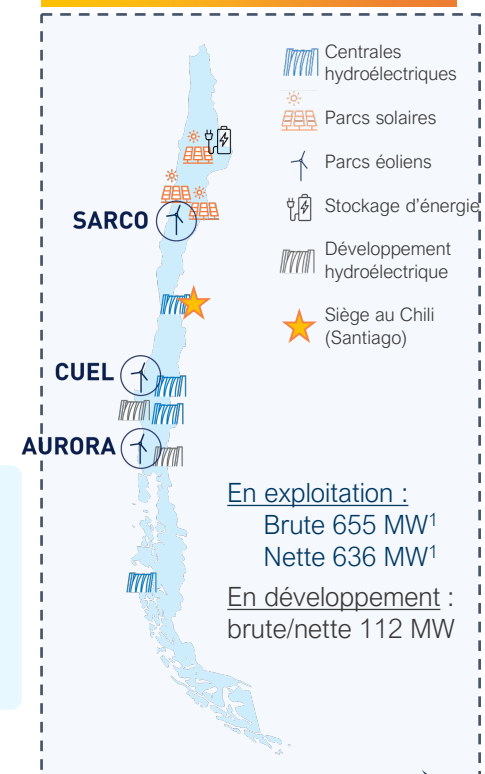 Centrales
hydroélectriques
Parcs solaires
Parcs éoliens
Stockage d'énergie
Développement
hydroélectrique
Siège au Chili
(Santiago)
SARCO
CUEL
AURORA
En exploitation :
Brute 655 MW¹
Nette 636 MW¹
En développement :
brute/nette 112 MW